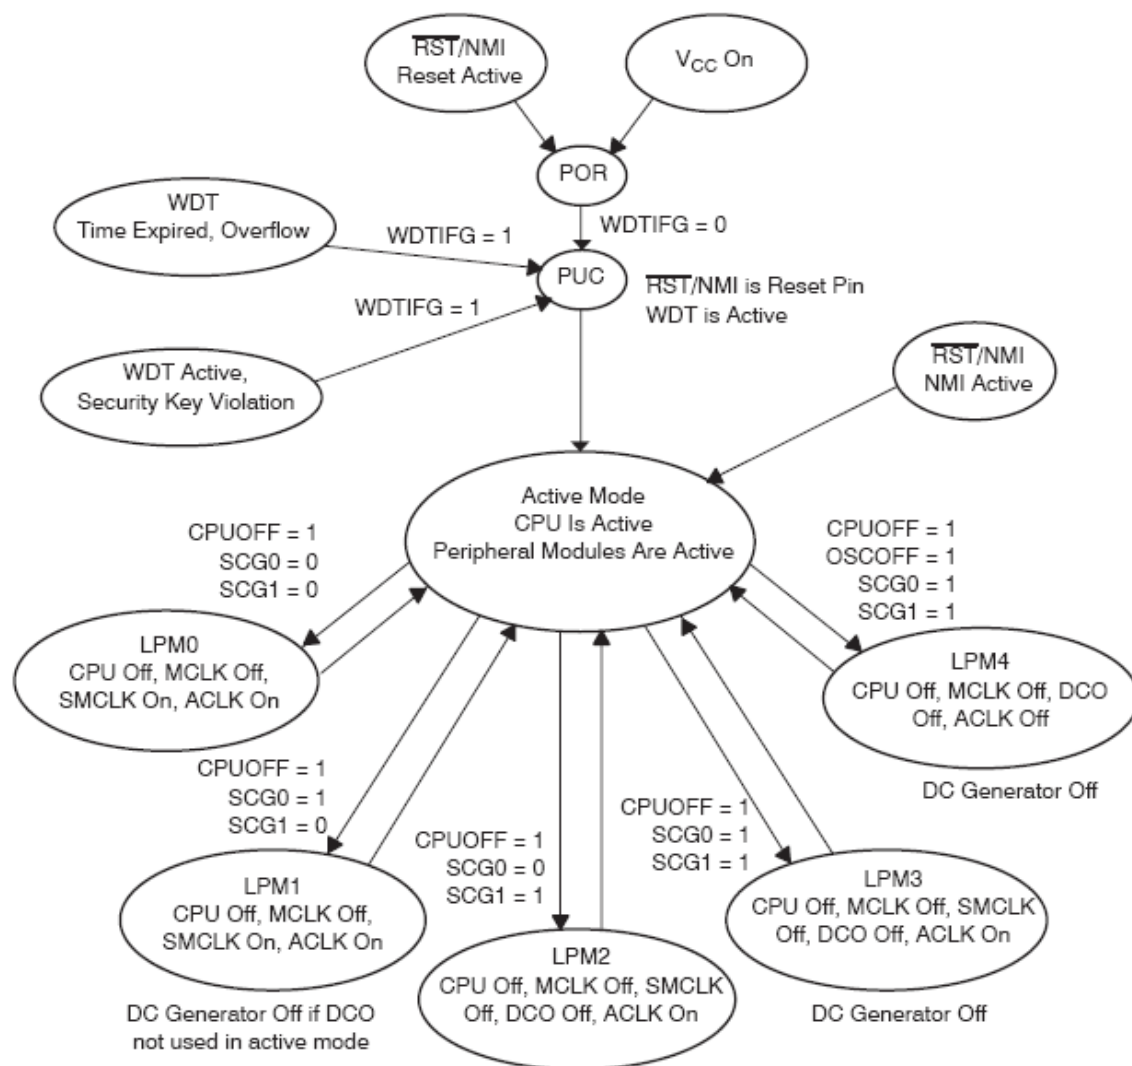 RST/NMI
Reset Active
VCC On
POR
WDT
Time Expired, Overflow
WDTIFG = 1
WDTIFG = 0
PUC
RST/NMI is Reset Pin
WDT is Active
WDTIFG = 1
WDT Active,
Security Key Violation
RST/NMI
NMI Active
Active Mode
CPU Is Active
Peripheral Modules Are Active
CPUOFF = 1
SCG0 = 0
SCG1 = 0
CPUOFF = 1
OSCOFF = 1
SCG0 = 1
SCG1 = 1
LPM0
CPU Off, MCLK Off,
SMCLK On, ACLK On
LPM4
CPU Off, MCLK Off, DCO
Off, ACLK Off
DC Generator Off
CPUOFF = 1
SCG0 = 1
SCG1 = 0
CPUOFF = 1
SCG0 = 0
SCG1 = 1
CPUOFF = 1
SCG0 = 1
SCG1 = 1
LPM1
CPU Off, MCLK Off,
SMCLK On, ACLK On
DC Generator Off if DCO
not used in active mode
LPM2
CPU Off, MCLK Off, SMCLK
Off, DCO Off, ACLK On
LPM3
CPU Off, MCLK Off, SMCLK
Off, DCO Off, ACLK On
DC Generator Off